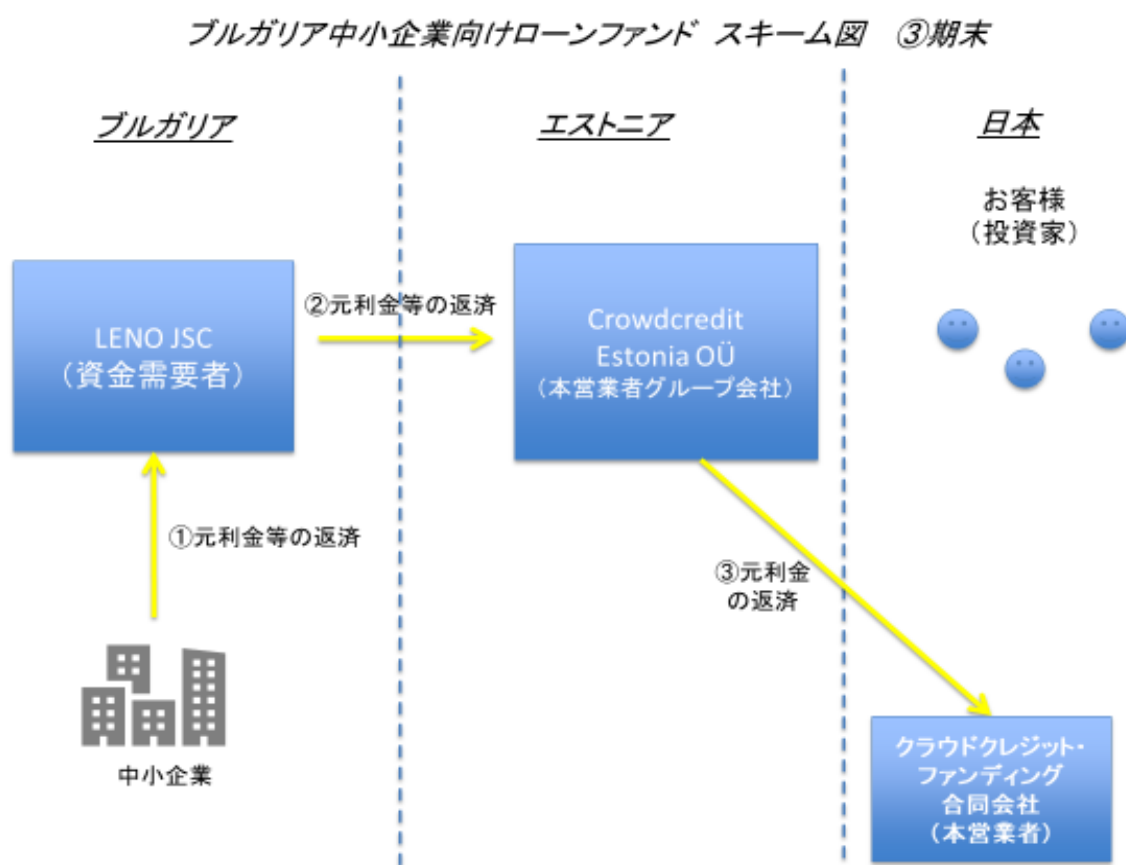 ブルガリア中小企業向けローンファンド スキーム図 ③期末
ブルガリア
エストニア
日本
お客様
（投資家）
LENO JSC
（資金需要者）
②元利金等の返済
Crowdcredit
Estonia OÜ
（本営業者グループ会社）
①元利金等の返済
③元利金
の返済
中小企業
クラウドクレジット・
ファンディング
合同会社
（本営業者）